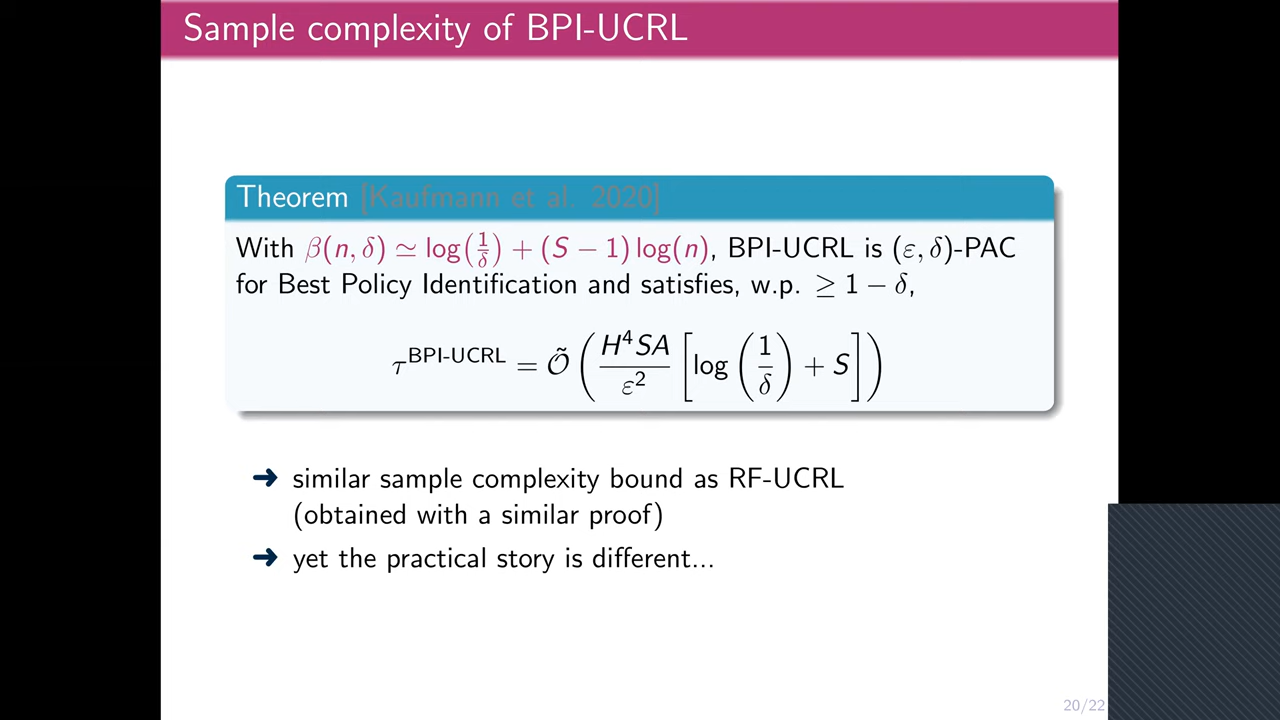 Sample complexity of BPI-UCRL
Theorem [Kaufmann et al. 2020]
With β(n, δ) ≃ log(1/δ) + (S − 1) log(n), BPI-UCRL is (ε, δ)-PAC
for Best Policy Identification and satisfies, w.p. ≥ 1 − δ,
τ^BPI-UCRL = Õ (H⁴SA/ε² [log (1/δ) + S])
➜ similar sample complexity bound as RF-UCRL
(obtained with a similar proof)
➜ yet the practical story is different...
20/22